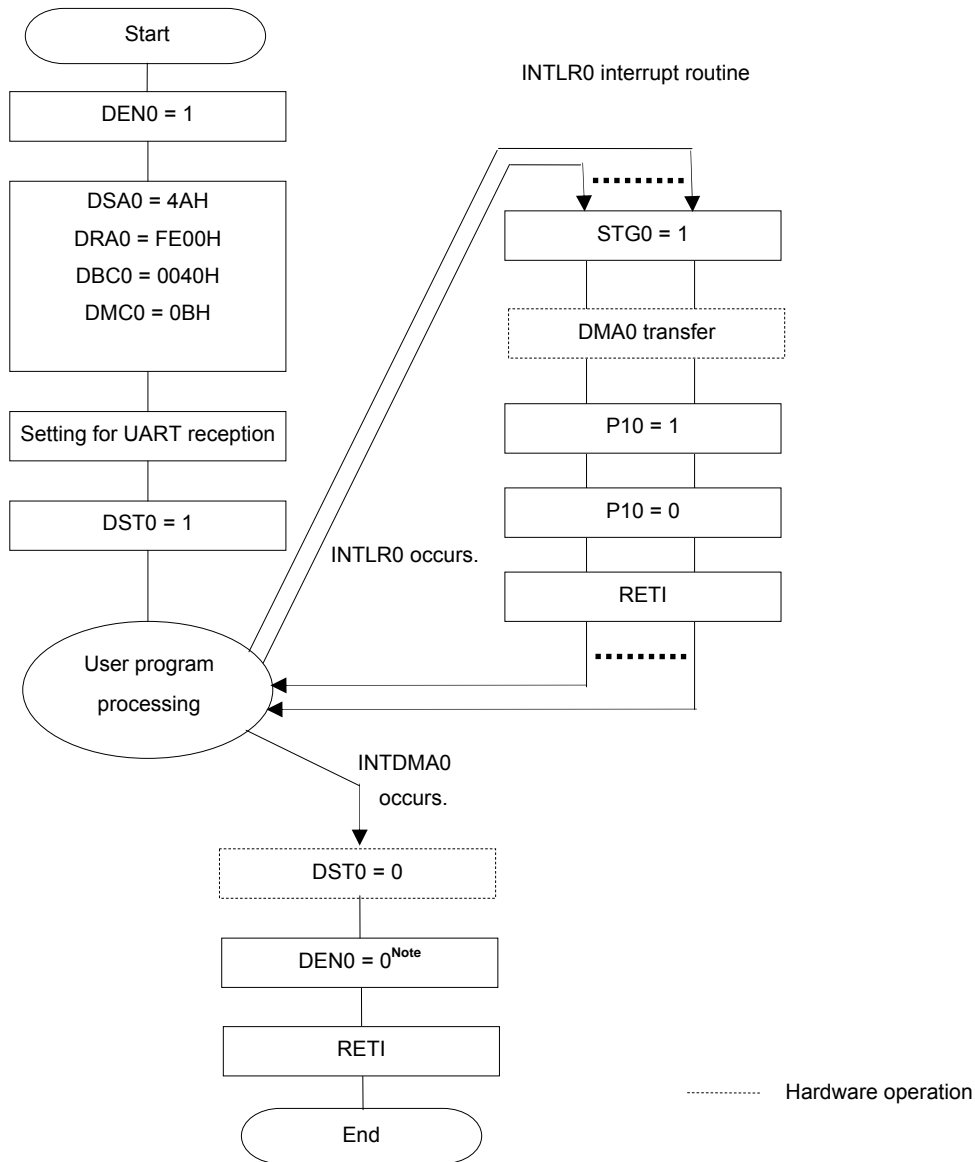 Start
INTLR0 interrupt routine
DEN0 = 1
DSA0 = 4AH
DRA0 = FE00H
DBC0 = 0040H
DMC0 = 0BH
Setting for UART reception
DST0 = 1
STG0 = 1
DMA0 transfer
P10 = 1
P10 = 0
RETI
INTLR0 occurs.
User program
processing
INTDMA0
occurs.
DST0 = 0
DEN0 = 0Note
RETI
End
Hardware operation